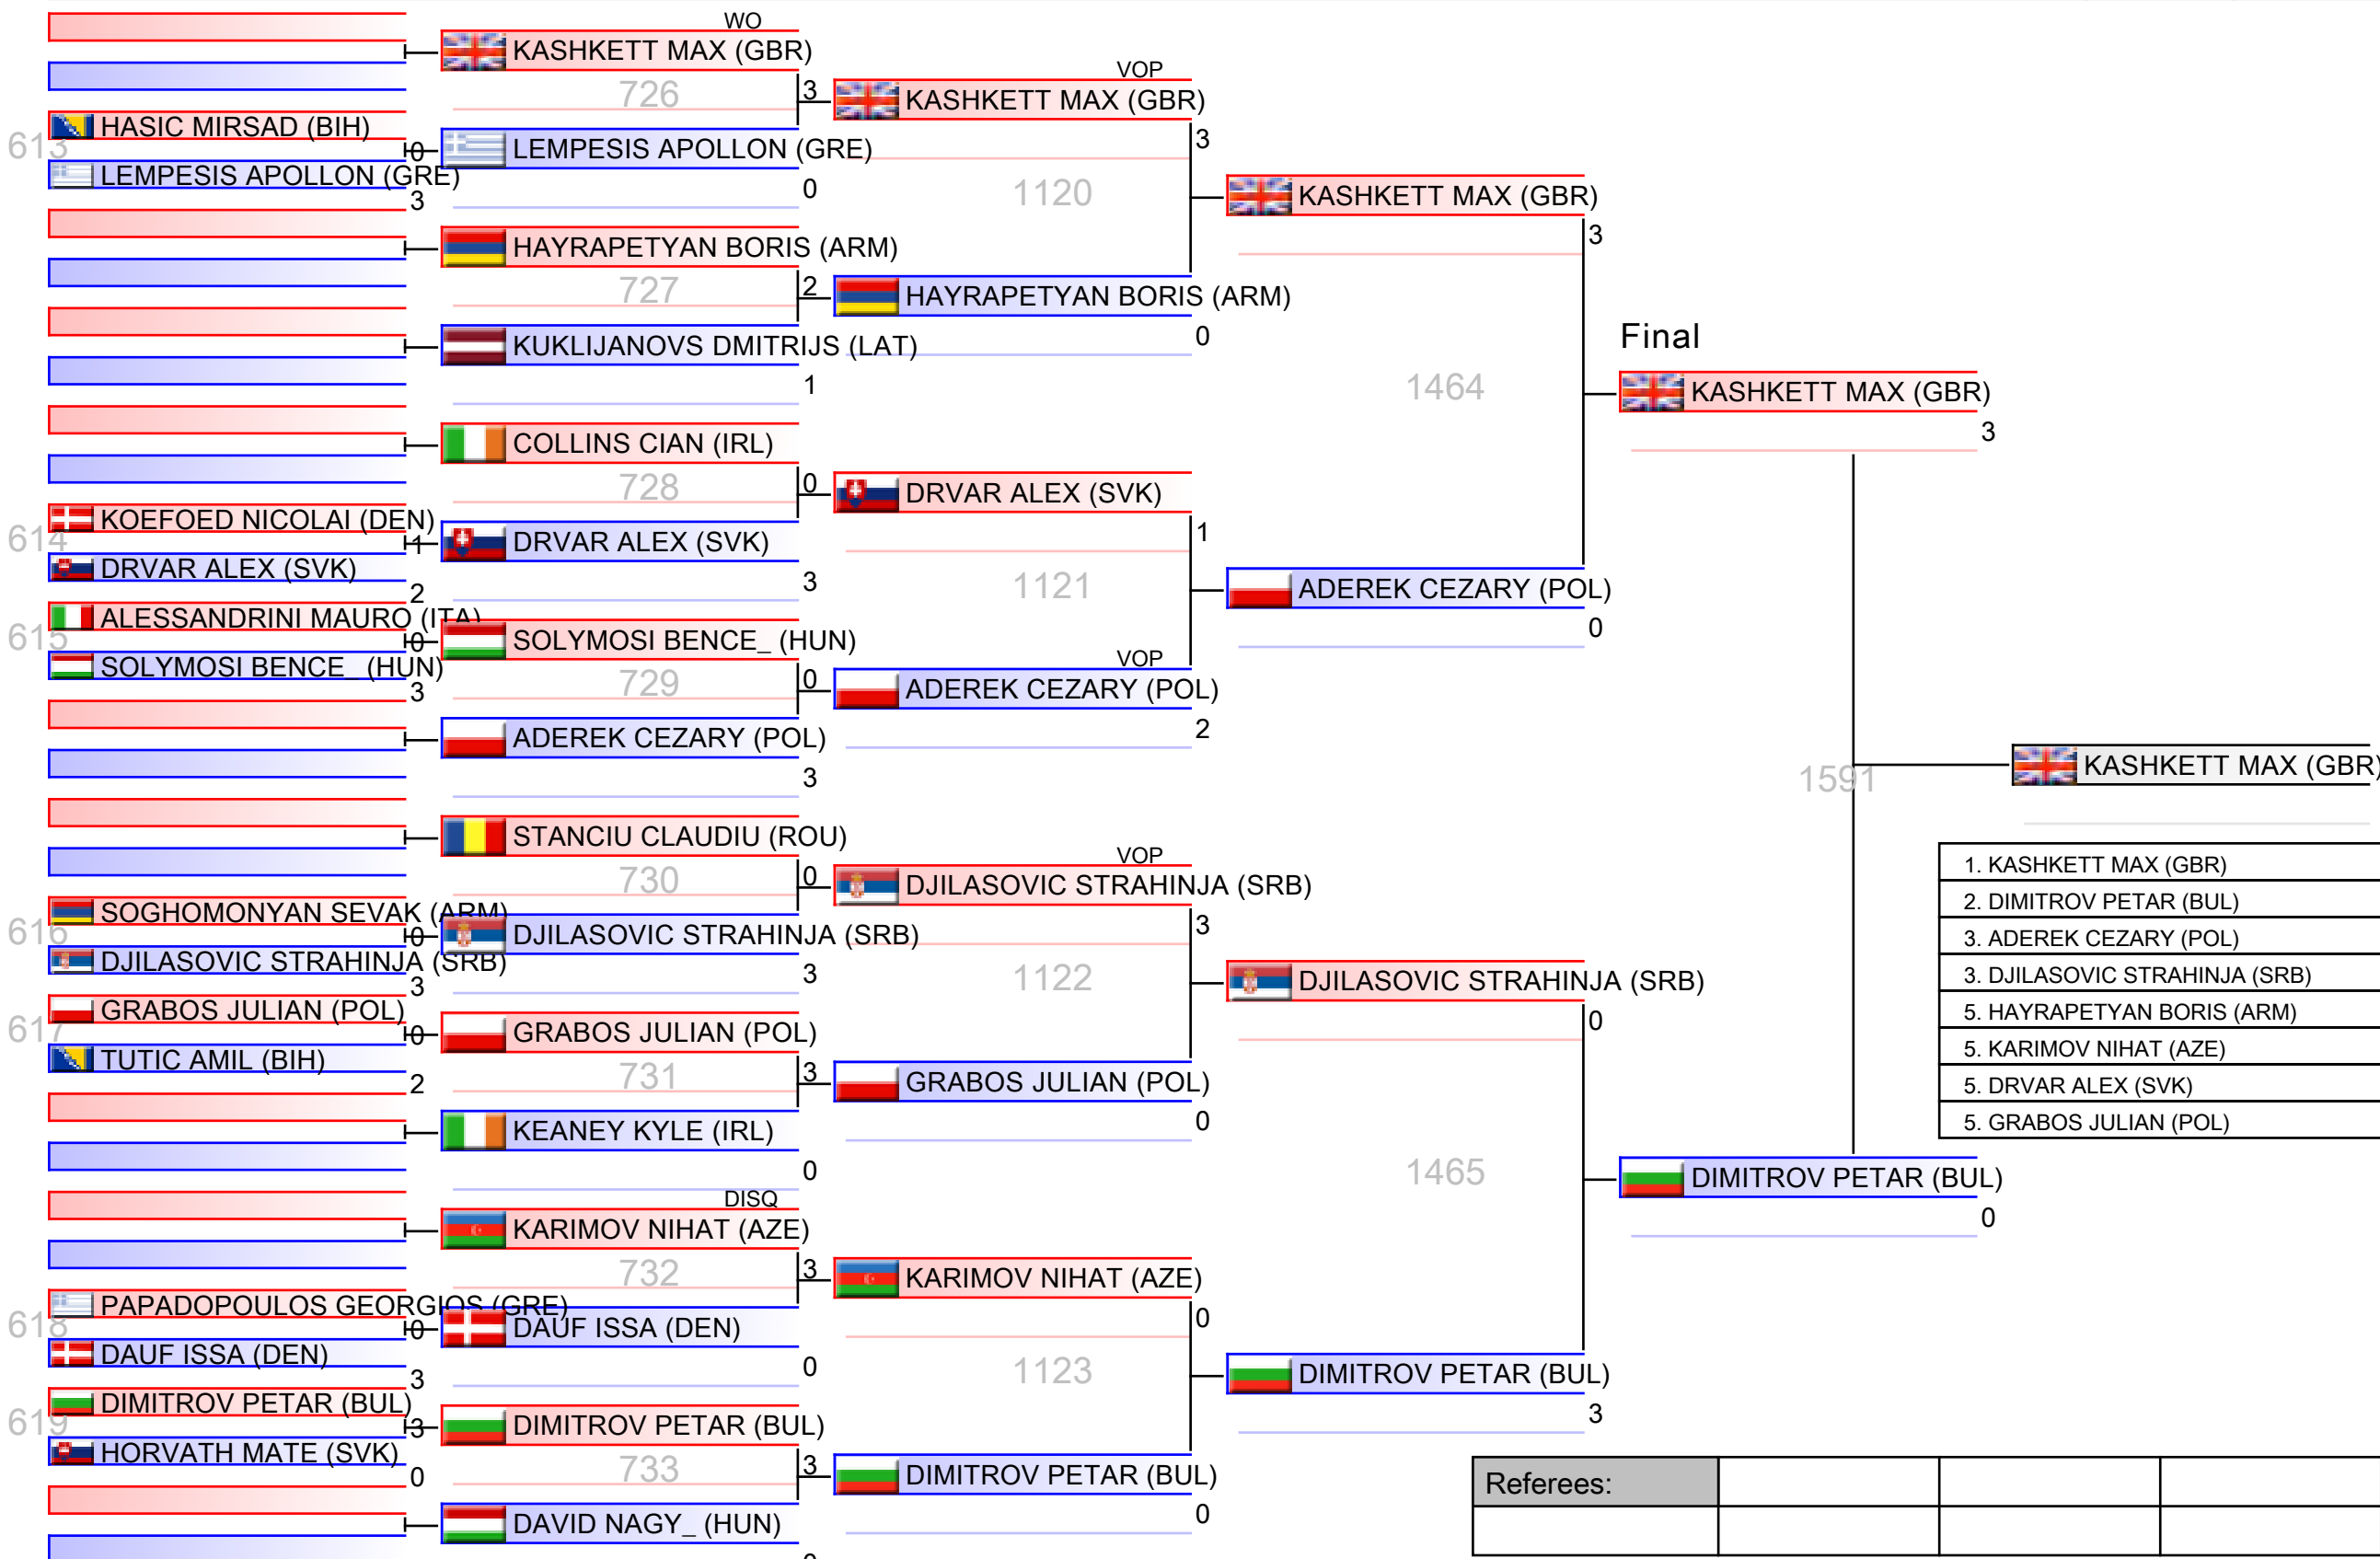 613
HASIC MIRSAD (BIH)
0
LEMPESIS APOLLON (GRE)
3
614
KOEFOED NICOLAI (DEN)
1
DRVAR ALEX (SVK)
2
615
ALESSANDRINI MAURO (ITA)
0
SOLYMOSI BENCE_ (HUN)
3
616
SOGHOMONYAN SEVAK (ARM)
0
DJILASOVIC STRAHINJA (SRB)
3
617
GRABOS JULIAN (POL)
0
TUTIC AMIL (BIH)
2
618
PAPADOPOULOS GEORGIOS (GRE)
0
DAUF ISSA (DEN)
3
619
DIMITROV PETAR (BUL)
3
HORVATH MATE (SVK)
0
WO
KASHKETT MAX (GBR)
726
3
LEMPESIS APOLLON (GRE)
0
HAYRAPETYAN BORIS (ARM)
727
2
KUKLIJANOVS DMITRIJS (LAT)
1
COLLINS CIAN (IRL)
728
0
DRVAR ALEX (SVK)
3
SOLYMOSI BENCE_ (HUN)
729
0
ADEREK CEZARY (POL)
3
STANCIU CLAUDIU (ROU)
730
0
DJILASOVIC STRAHINJA (SRB)
3
GRABOS JULIAN (POL)
731
3
KEANEY KYLE (IRL)
0
DISQ
KARIMOV NIHAT (AZE)
732
3
DAUF ISSA (DEN)
0
DIMITROV PETAR (BUL)
733
3
DAVID NAGY_ (HUN)
VOP
KASHKETT MAX (GBR)
3
1120
HAYRAPETYAN BORIS (ARM)
0
DRVAR ALEX (SVK)
1
1121
VOP
ADEREK CEZARY (POL)
2
VOP
DJILASOVIC STRAHINJA (SRB)
3
1122
GRABOS JULIAN (POL)
0
KARIMOV NIHAT (AZE)
0
1123
DIMITROV PETAR (BUL)
0
KASHKETT MAX (GBR)
3
1464
ADEREK CEZARY (POL)
0
DJILASOVIC STRAHINJA (SRB)
0
1465
DIMITROV PETAR (BUL)
3
Final
KASHKETT MAX (GBR)
3
1591
DIMITROV PETAR (BUL)
0
KASHKETT MAX (GBR)
1. KASHKETT MAX (GBR)
2. DIMITROV PETAR (BUL)
3. ADEREK CEZARY (POL)
3. DJILASOVIC STRAHINJA (SRB)
5. HAYRAPETYAN BORIS (ARM)
5. KARIMOV NIHAT (AZE)
5. DRVAR ALEX (SVK)
5. GRABOS JULIAN (POL)
Referees: